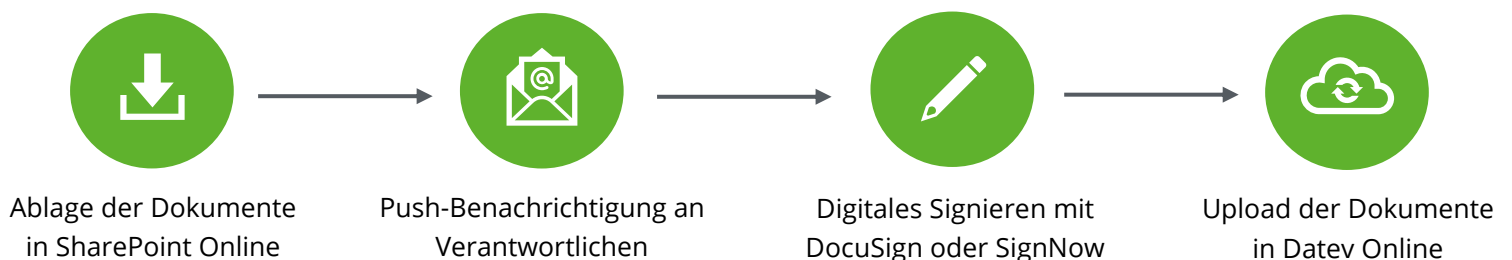 @
Ablage der Dokumente
in SharePoint Online
Push-Benachrichtigung an
Verantwortlichen
Digitales Signieren mit
DocuSign oder SignNow
Upload der Dokumente
in Datev Online